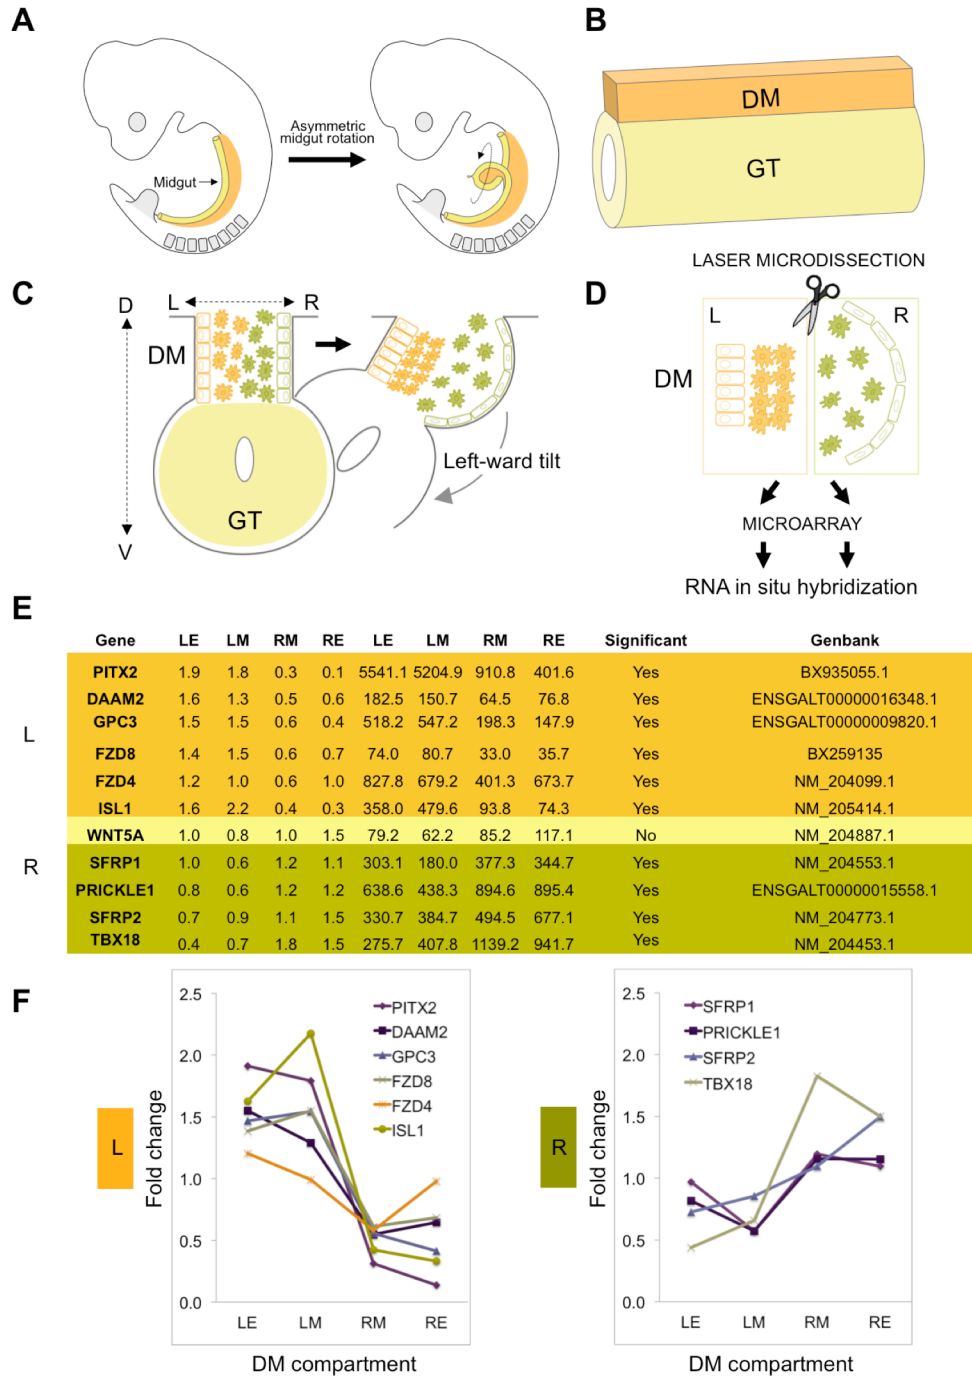 A
B
Asymmetric
midgut rotation
Midgut
DM
GT
LASER MICRODISSECTION
C
D
L
R
DM
GT
V
Left-ward tilt
D
L
R
DM
MICROARRAY
RNA in situ hybridization
E
Gene LE LM RM RE LE LM RM RE Significant Genbank
PITX2 1.9 1.8 0.3 0.1 5541.1 5204.9 910.8 401.6 Yes BX935055.1
DAAM2 1.6 1.3 0.5 0.6 182.5 150.7 64.5 76.8 Yes ENSGALT00000016348.1
GPC3 1.5 1.5 0.6 0.4 518.2 547.2 198.3 147.9 Yes ENSGALT00000009820.1
L
FZD8 1.4 1.5 0.6 0.7 74.0 80.7 33.0 35.7 Yes BX259135
FZD4 1.2 1.0 0.6 1.0 827.8 679.2 401.3 673.7 Yes NM_204099.1
ISL1 1.6 2.2 0.4 0.3 358.0 479.6 93.8 74.3 Yes NM_205414.1
WNT5A 1.0 0.8 1.0 1.5 79.2 62.2 85.2 117.1 No NM_204887.1
R
SFRP1 1.0 0.6 1.2 1.1 303.1 180.0 377.3 344.7 Yes NM_204553.1
PRICKLE1 0.8 0.6 1.2 1.2 638.6 438.3 894.6 895.4 Yes ENSGALT00000015558.1
SFRP2 0.7 0.9 1.1 1.5 330.7 384.7 494.5 677.1 Yes NM_204773.1
TBX18 0.4 0.7 1.8 1.5 275.7 407.8 1139.2 941.7 Yes NM_204453.1
F
L
Fold change
2.5
2.0
1.5
1.0
0.5
0.0
PITX2
DAAM2
GPC3
FZD8
FZD4
ISL1
LE LM RM RE
DM compartment
R
Fold change
2.5
2.0
1.5
1.0
0.5
0.0
SFRP1
PRICKLE1
SFRP2
TBX18
LE LM RM RE
DM compartment